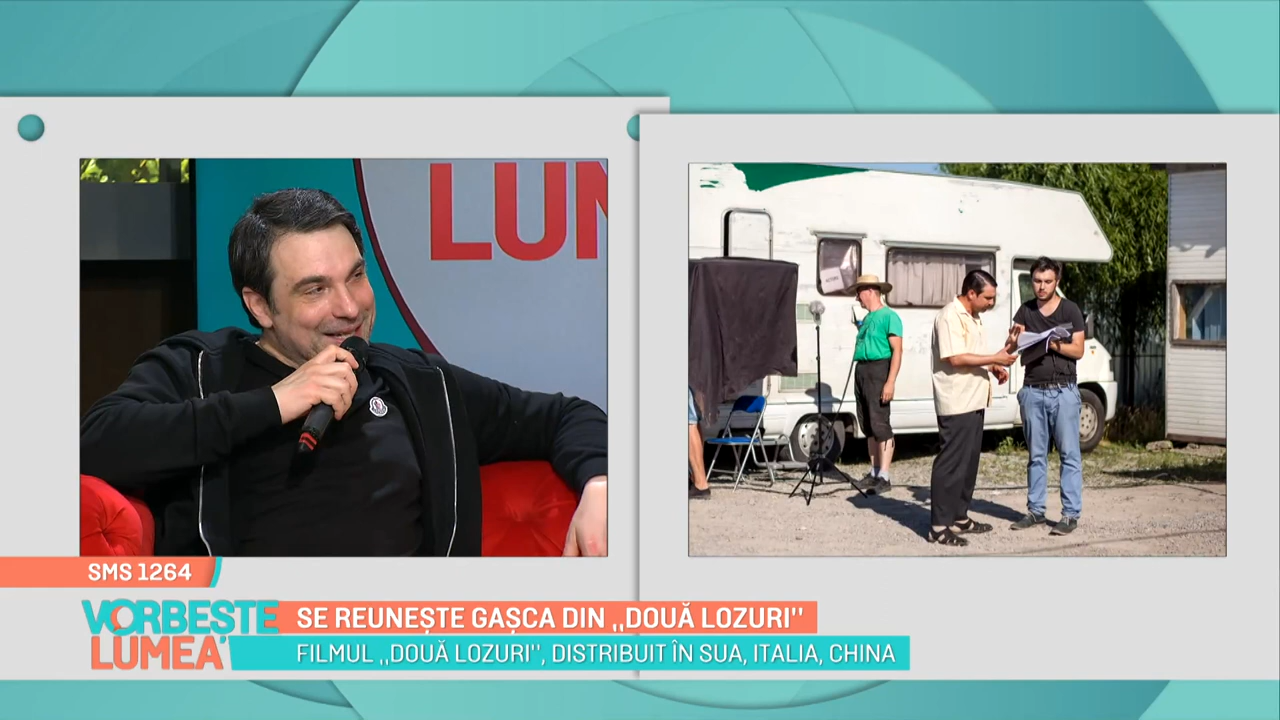 LUM
SMS 1264
VORBEȘTE
LUMEA
SE REUNEȘTE GAȘCA DIN ,,DOUĂ LOZURI''
FILMUL ,,DOUĂ LOZURI'', DISTRIBUIT ÎN SUA, ITALIA, CHINA